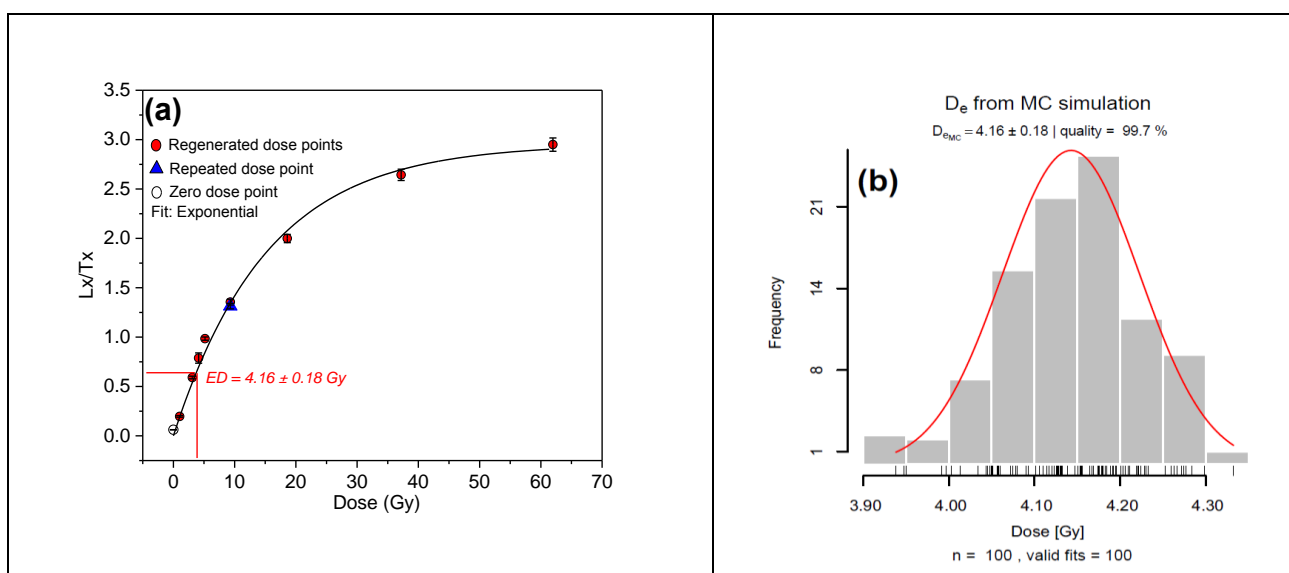 (a)
Regenerated dose points
Repeated dose point
Zero dose point
Fit: Exponential
ED = 4.16 ± 0.18 Gy
Lx/Tx
3.5
3.0
2.5
2.0
1.5
1.0
0.5
0.0
0 10 20 30 40 50 60 70
Dose (Gy)
De from MC simulation
DeMC = 4.16 ± 0.18 | quality = 99.7 %
(b)
Frequency
21
14
8
1
3.90 4.00 4.10 4.20 4.30
Dose [Gy]
n = 100 , valid fits = 100